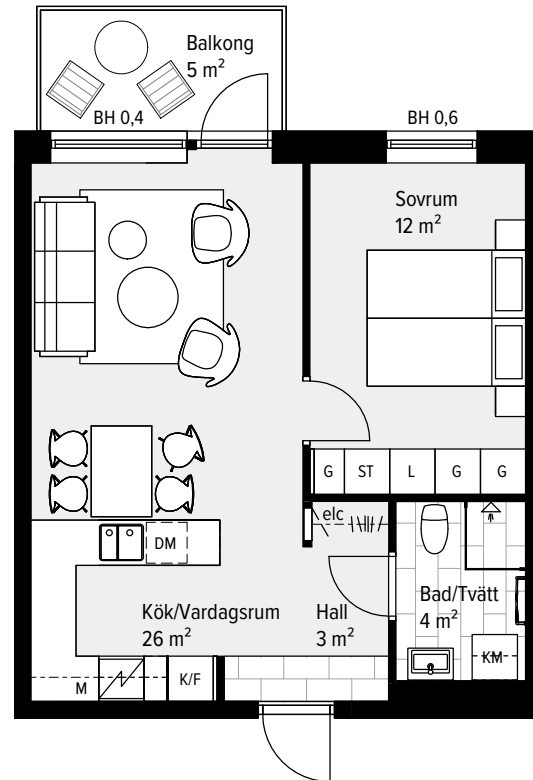 Balkong
5 m²
BH 0,4
BH 0,6
Sovrum
12 m²
G
ST
L
G
G
elc
DM
Kök/Vardagsrum
26 m²
Hall
3 m²
Bad/Tvätt
4 m²
M
K/F
KM